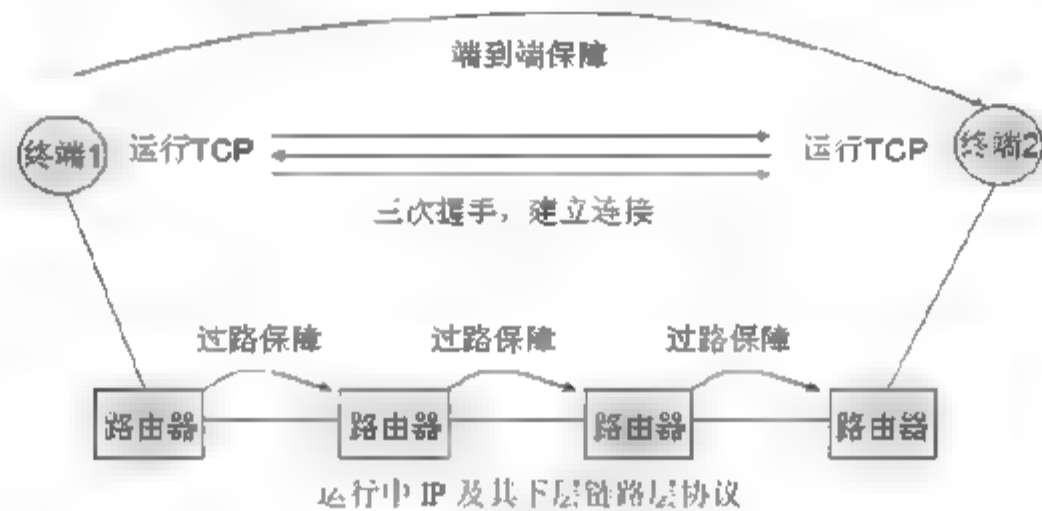 端到端保障
终端1 运行TCP 运行TCP 终端2
三次握手，建立连接
过路保障 过路保障 过路保障
路由器 路由器 路由器 路由器
运行中 IP 及其下层链路层协议